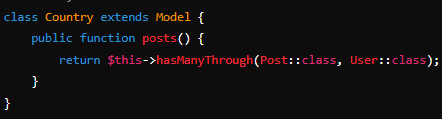 class Country extends Model {
    public function posts() {
        return $this->hasManyThrough(Post::class, User::class);
    }
}